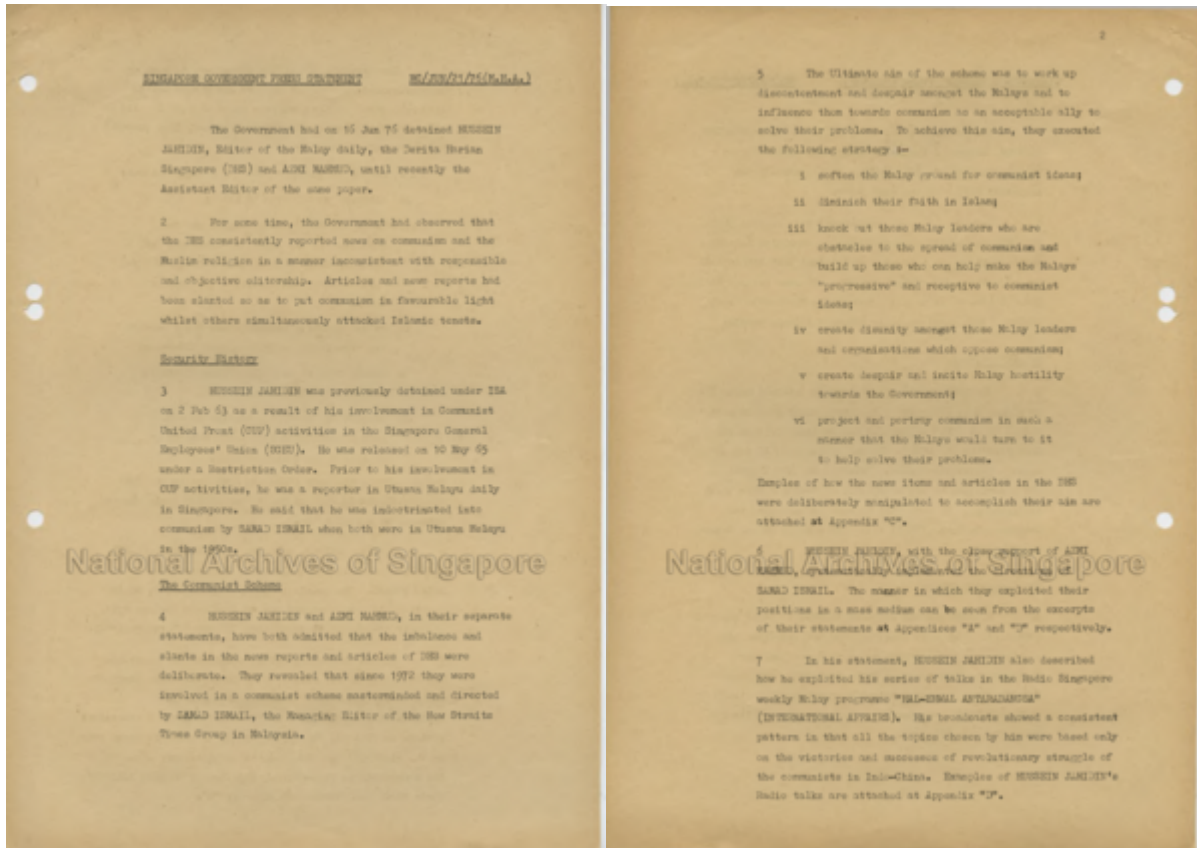 SINGAPORE GOVERNMENT PRESS STATEMENT
MC/JUN/21/76(M.H.A.)
The Government had on 16 Jun 76 detained HUSSEIN
JAHIDIN, Editor of the Malay daily, the Berita Harian
Singapore (BHS) and AZMI MAHMUD, until recently the
Assistant Editor of the same paper.
2 For some time, the Government had observed that
the BHS consistently reported news on communism and the
Muslim religion in a manner inconsistent with responsible
and objective editorship. Articles and news reports had
been slanted so as to put communism in favourable light
whilst others simultaneously attacked Islamic tenets.
Security History
3 HUSSEIN JAHIDIN was previously detained under ISA
on 2 Feb 63 as a result of his involvement in Communist
United Front (CUF) activities in the Singapore General
Employees' Union (SGEU). He was released on 10 May 65
under a Restriction Order. Prior to his involvement in
CUF activities, he was a reporter in Utusan Melayu daily
in Singapore. He said that he was indoctrinated into
communism by SAMAD ISMAIL when both were in Utusan Melayu
in the 1950s.
The Communist Scheme
4 HUSSEIN JAHIDIN and AZMI MAHMUD, in their separate
statements, have both admitted that the imbalance and
slants in the news reports and articles of BHS were
deliberate. They revealed that since 1972 they were
involved in a communist scheme masterminded and directed
by SAMAD ISMAIL, the Managing Editor of the New Straits
Times Group in Malaysia.
National Archives of Singapore
2
5 The Ultimate aim of the scheme was to work up
discontentment and despair amongst the Malays and to
influence them towards communism as an acceptable ally to
solve their problems. To achieve this aim, they executed
the following strategy :-
i soften the Malay ground for communist ideas;
ii diminish their faith in Islam;
iii knock out those Malay leaders who are
obstacles to the spread of communism and
build up those who can help make the Malays
"progressive" and receptive to communist
ideas;
iv create disunity amongst those Malay leaders
and organisations which oppose communism;
v create despair and incite Malay hostility
towards the Government;
vi project and portray communism in such a
manner that the Malays would turn to it
to help solve their problems.
Examples of how the news items and articles in the BHS
were deliberately manipulated to accomplish their aim are
attached at Appendix "C".
6 HUSSEIN JAHIDIN, with the close support of AZMI
MAHMUD, systematically implemented the directions of
SAMAD ISMAIL. The manner in which they exploited their
positions in a mass medium can be seen from the excerpts
of their statements at Appendices "A" and "B" respectively.
7 In his statement, HUSSEIN JAHIDIN also described
how he exploited his series of talks in the Radio Singapore
weekly Malay programme "HAL-EHWAL ANTARABANGSA"
(INTERNATIONAL AFFAIRS). His broadcasts showed a consistent
pattern in that all the topics chosen by him were based only
on the victories and successes of revolutionary struggle of
the communists in Indo-China. Examples of HUSSEIN JAHIDIN's
Radio talks are attached at Appendix "D".
National Archives of Singapore